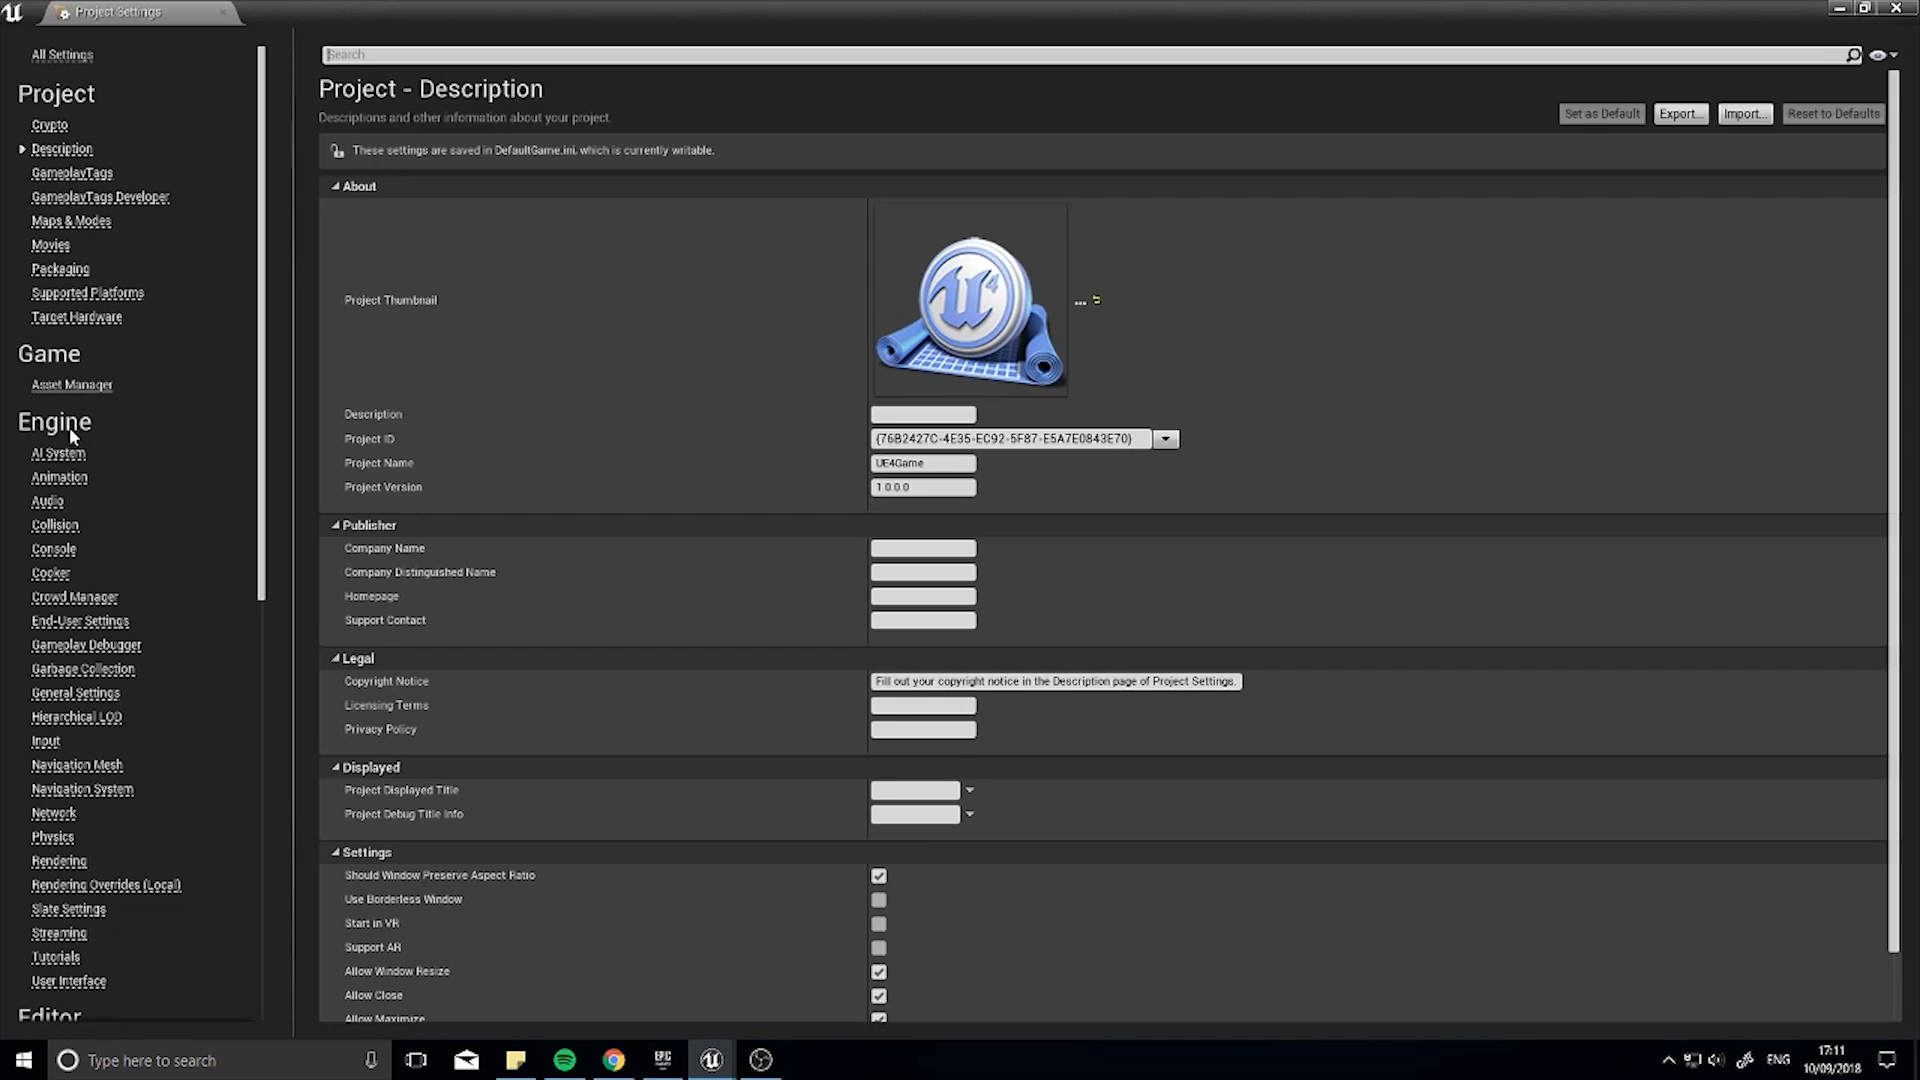 Project Settings
All Settings
Project
Crypto
Description
GameplayTags
GameplayTags Developer
Maps & Modes
Movies
Packaging
Supported Platforms
Target Hardware
Game
Asset Manager
Engine
AI System
Animation
Audio
Collision
Console
Cooker
Crowd Manager
End-User Settings
Gameplay Debugger
Garbage Collection
General Settings
Hierarchical LOD
Input
Navigation Mesh
Navigation System
Network
Physics
Rendering
Rendering Overrides (Local)
Slate Settings
Streaming
Tutorials
User Interface
Editor
Search
Project - Description
Descriptions and other information about your project.
Set as Default
Export...
Import...
Reset to Defaults
These settings are saved in DefaultGame.ini, which is currently writable.
About
Project Thumbnail
...
Description
Project ID {76B2427C-4E35-EC92-5F87-E5A7E0843E70}
Project Name UE4Game
Project Version 1.0.0.0
Publisher
Company Name
Company Distinguished Name
Homepage
Support Contact
Legal
Copyright Notice Fill out your copyright notice in the Description page of Project Settings.
Licensing Terms
Privacy Policy
Displayed
Project Displayed Title
Project Debug Title Info
Settings
Should Window Preserve Aspect Ratio
Use Borderless Window
Start in VR
Support AR
Allow Window Resize
Allow Close
Allow Maximize
Type here to search
EPIC
ENG
17:11
10/09/2018